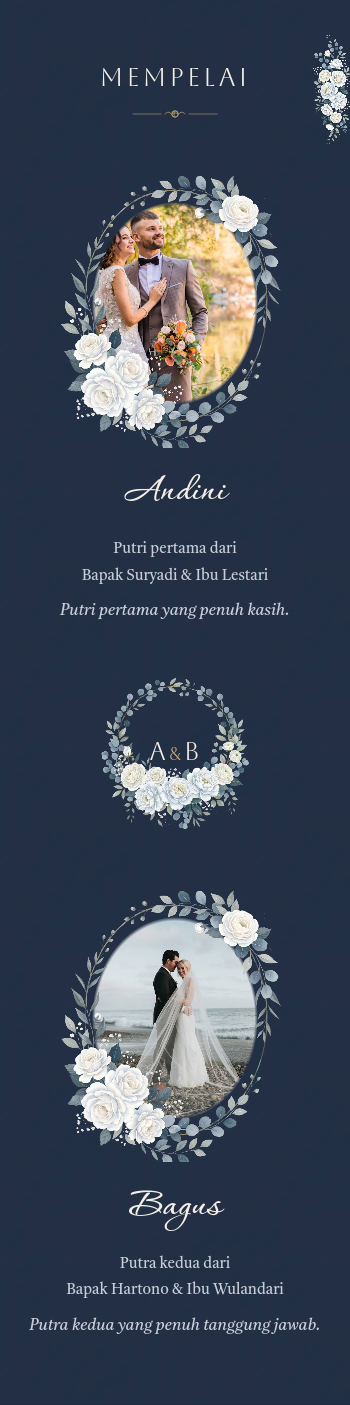 MEMPELAI
Andini
Putri pertama dari
Bapak Suryadi & Ibu Lestari
Putri pertama yang penuh kasih.
A & B
Bagus
Putra kedua dari
Bapak Hartono & Ibu Wulandari
Putra kedua yang penuh tanggung jawab.